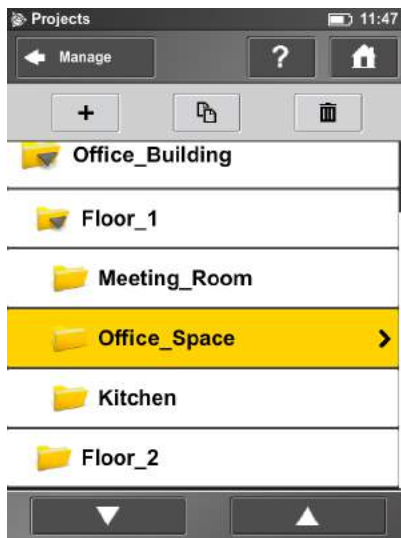 Projects 11:47
Manage ?
+
Office_Building
Floor_1
Meeting_Room
Office_Space
Kitchen
Floor_2